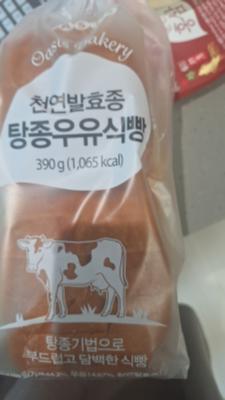 Oasis Bakery
천연발효종
탕종우유식빵
390 g (1,065 kcal)
탕종기법으로
부드럽고 담백한 식빵